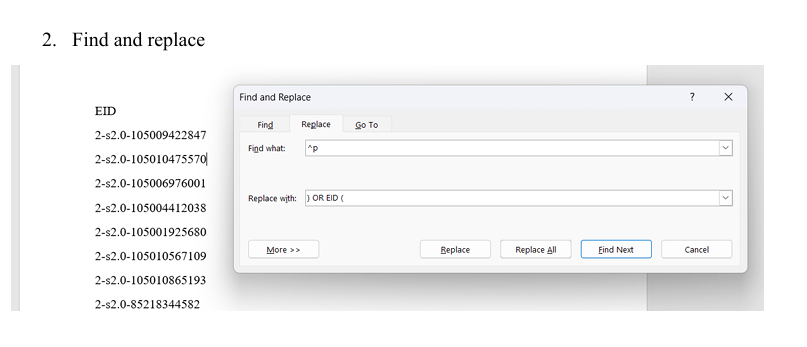 2. Find and replace
Find and Replace ? ×
Find Replace Go To
Find what: ^p
Replace with: ) OR EID (
More >> Replace Replace All Find Next Cancel
EID
2-s2.0-105009422847
2-s2.0-105010475570
2-s2.0-105006976001
2-s2.0-105004412038
2-s2.0-105001925680
2-s2.0-105010567109
2-s2.0-105010865193
2-s2.0-85218344582